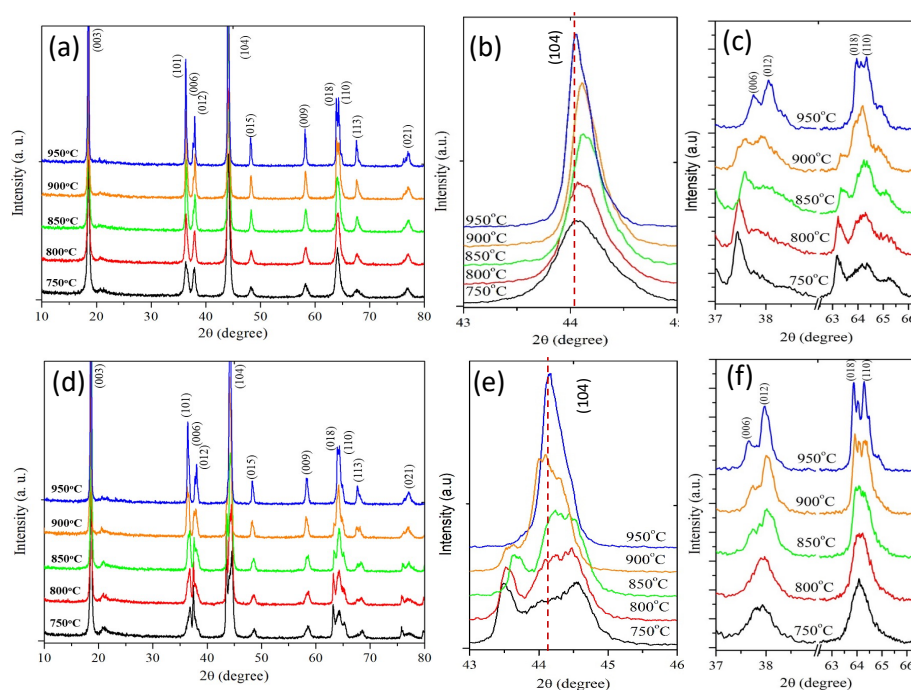 (a)
(003)
(101)
(006)
(012)
(104)
(015)
(009)
(018)
(110)
(113)
(021)
950°C
900°C
850°C
800°C
750°C
Intensity (a. u.)
10 20 30 40 50 60 70 80
2θ (degree)
(b)
(104)
950°C
900°C
850°C
800°C
750°C
Intensity (a.u.)
43 44
2θ (degree)
(c)
(006)
(012)
(018)
(110)
950°C
900°C
850°C
800°C
750°C
Intensity (a.u.)
37 38 63 64 65 66
2θ (degree)
(d)
(003)
(101)
(006)
(012)
(104)
(015)
(009)
(018)
(110)
(113)
(021)
950°C
900°C
850°C
800°C
750°C
Intensity (a. u.)
10 20 30 40 50 60 70 80
2θ (degree)
(e)
(104)
950°C
900°C
850°C
800°C
750°C
Intensity (a.u)
43 44 45 46
2θ (degree)
(f)
(006)
(012)
(018)
(110)
950°C
900°C
850°C
800°C
750°C
Intensity (a.u)
37 38 64 66
2θ (degree)